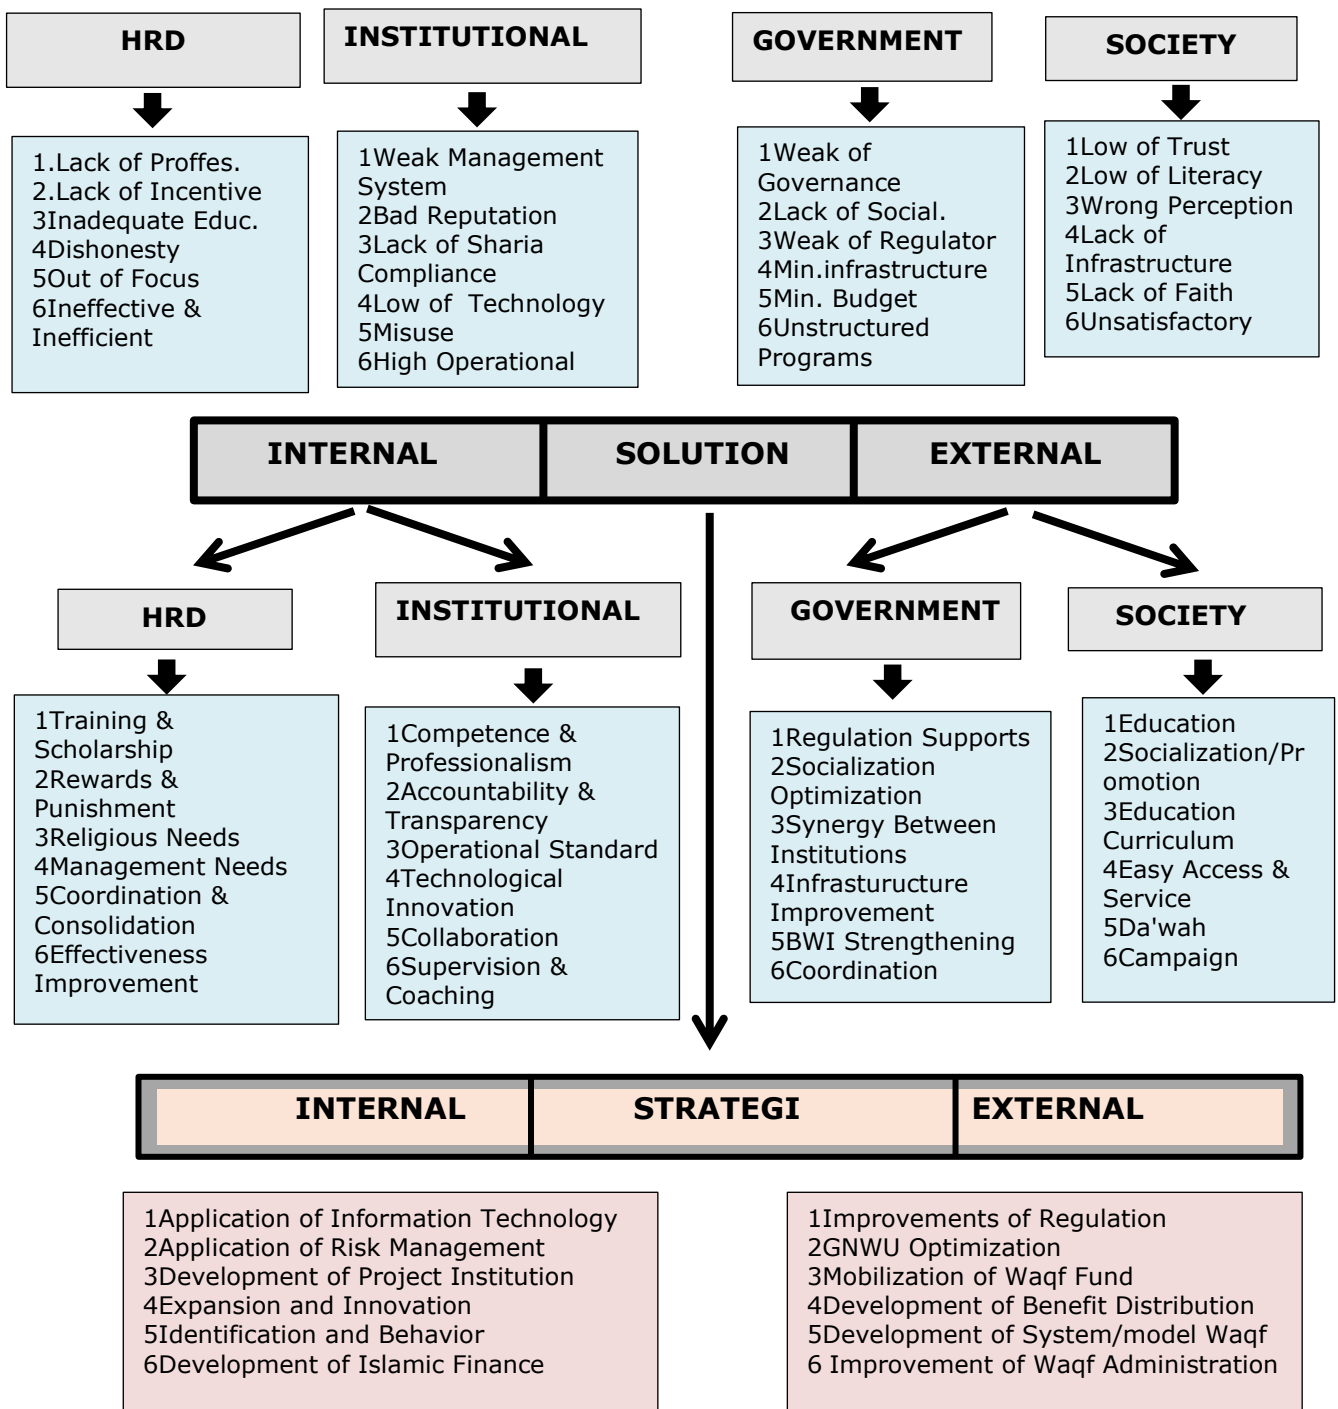 HRD
INSTITUTIONAL
GOVERNMENT
SOCIETY
1.Lack of Proffes.
2.Lack of Incentive
3Inadequate Educ.
4Dishonesty
5Out of Focus
6Ineffective &
Inefficient
1Weak Management
System
2Bad Reputation
3Lack of Sharia
Compliance
4Low of Technology
5Misuse
6High Operational
1Weak of
Governance
2Lack of Social.
3Weak of Regulator
4Min.infrastructure
5Min. Budget
6Unstructured
Programs
1Low of Trust
2Low of Literacy
3Wrong Perception
4Lack of
Infrastructure
5Lack of Faith
6Unsatisfactory
INTERNAL
SOLUTION
EXTERNAL
HRD
INSTITUTIONAL
GOVERNMENT
SOCIETY
1Training &
Scholarship
2Rewards &
Punishment
3Religious Needs
4Management Needs
5Coordination &
Consolidation
6Effectiveness
Improvement
1Competence &
Professionalism
2Accountability &
Transparency
3Operational Standard
4Technological
Innovation
5Collaboration
6Supervision &
Coaching
1Regulation Supports
2Socialization
Optimization
3Synergy Between
Institutions
4Infrasturucture
Improvement
5BWI Strengthening
6Coordination
1Education
2Socialization/Pr
omotion
3Education
Curriculum
4Easy Access &
Service
5Da'wah
6Campaign
INTERNAL
STRATEGI
EXTERNAL
1Application of Information Technology
2Application of Risk Management
3Development of Project Institution
4Expansion and Innovation
5Identification and Behavior
6Development of Islamic Finance
1Improvements of Regulation
2GNWU Optimization
3Mobilization of Waqf Fund
4Development of Benefit Distribution
5Development of System/model Waqf
6 Improvement of Waqf Administration